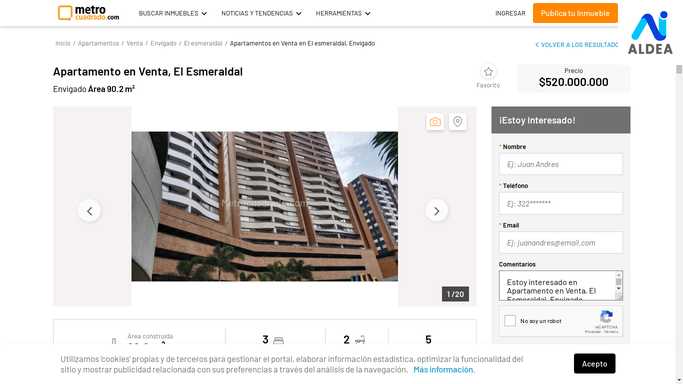 metro
cuadrado.com
BUSCAR INMUEBLES
NOTICIAS Y TENDENCIAS
HERRAMIENTAS
INGRESAR
Publica tu Inmueble
ALDEA
Inicio / Apartamentos / Venta / Envigado / El esmeraldal / Apartamentos en Venta en El esmeraldal, Envigado
VOLVER A LOS RESULTADO
Apartamento en Venta, El Esmeraldal
Envigado Área 90.2 m²
Favorito
Precio
$520.000.000
1 / 20
¡Estoy Interesado!
* Nombre
Ej: Juan Andres
* Teléfono
Ej: 322*******
* Email
Ej: juanandres@email.com
Comentarios
Estoy interesado en
Apartamento en Venta, El
Esmeraldal, Envigado
No soy un robot
reCAPTCHA
Privacidad - Términos
Área construida
3
2
5
Utilizamos 'cookies' propias y de terceros para gestionar el portal, elaborar información estadística, optimizar la funcionalidad del
sitio y mostrar publicidad relacionada con sus preferencias a través del análisis de la navegación. Más información.
Acepto